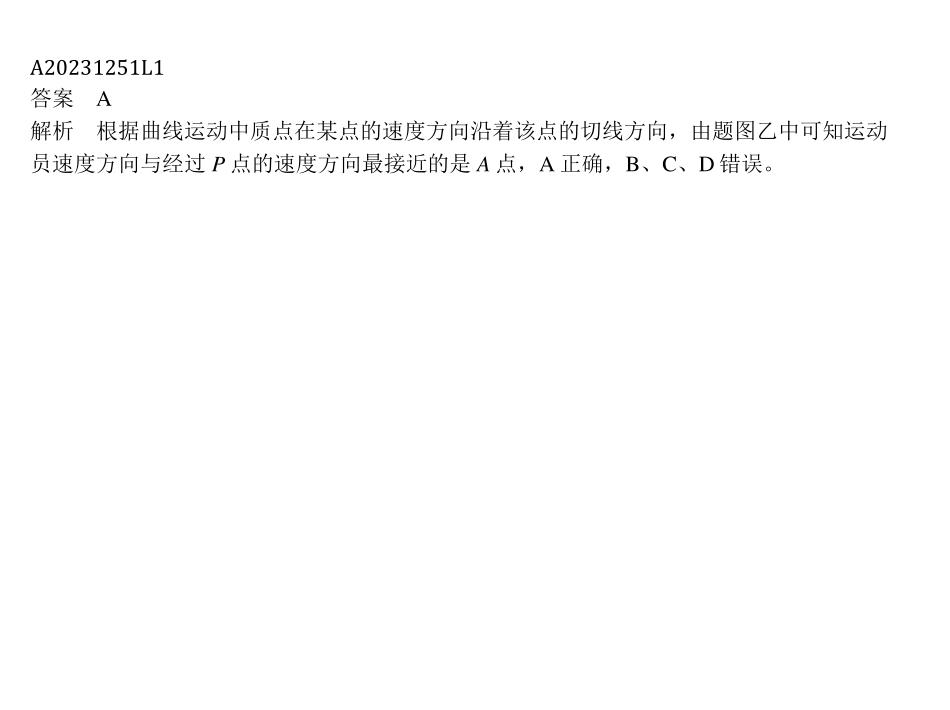 A20231251L1
答案　A
解析　根据曲线运动中质点在某点的速度方向沿着该点的切线方向，由题图乙中可知运动
员速度方向与经过 P 点的速度方向最接近的是 A 点，A 正确，B、C、D 错误。